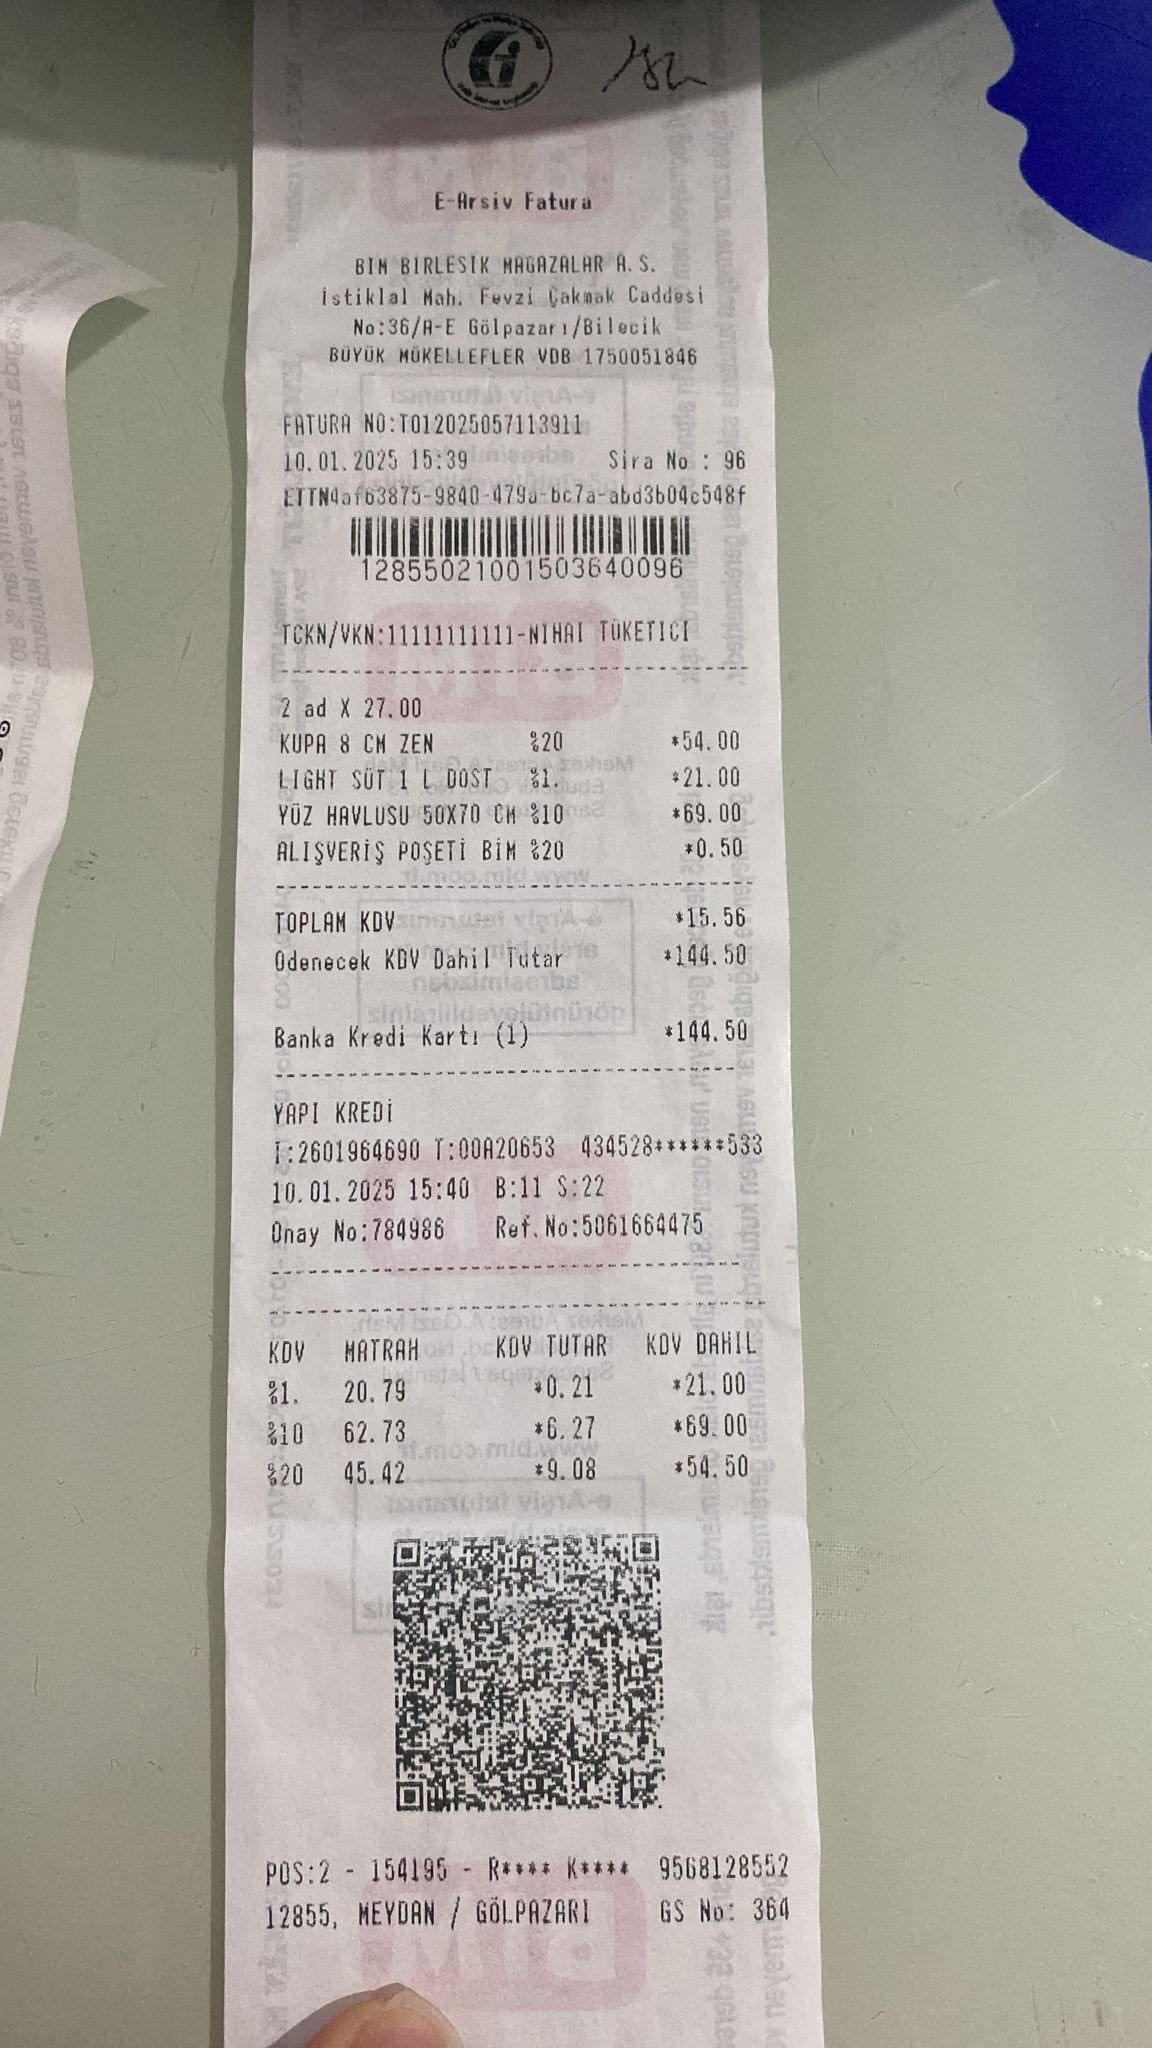 E-Arsiv Fatura
BIM BIRLESIK MAGAZALAR A.S.
İstiklal Mah. Fevzi Çakmak Caddesi
No:36/A-E Gölpazarı/Bilecik
BÜYÜK MÜKELLEFLER VDB 1750051846
FATURA NO:T012025057113911
10.01.2025 15:39 Sira No : 96
ETTN4afb3875-9840-479a-bc7a-abd3b04c548f
12855021001503640096
TCKN/VKN:11111111111-NIHAI TÜKETICI
2 ad X 27.00
KUPA 8 CM ZEN %20 *54.00
LIGHT SÜT 1 L DOST %1. *21.00
YÜZ HAVLUSU 50X70 CM %10 *69.00
ALIŞVERİŞ POŞETİ BİM %20 *0.50
TOPLAM KDV *15.56
Odenecek KDV Dahil Tutar *144.50
Banka Kredi Kartı (1) *144.50
YAPI KREDİ
T:2601964690 T:00A20653 434528******533
10.01.2025 15:40 B:11 S:22
Onay No:784986 Ref.No:5061664475
KDV MATRAH KDV TUTAR KDV DAHIL
%1. 20.79 *0.21 *21.00
%10 62.73 *6.27 *69.00
%20 45.42 *9.08 *54.50
POS:2 - 154195 - R**** K**** 9568128552
12855, MEYDAN / GÖLPAZARI GS No: 364